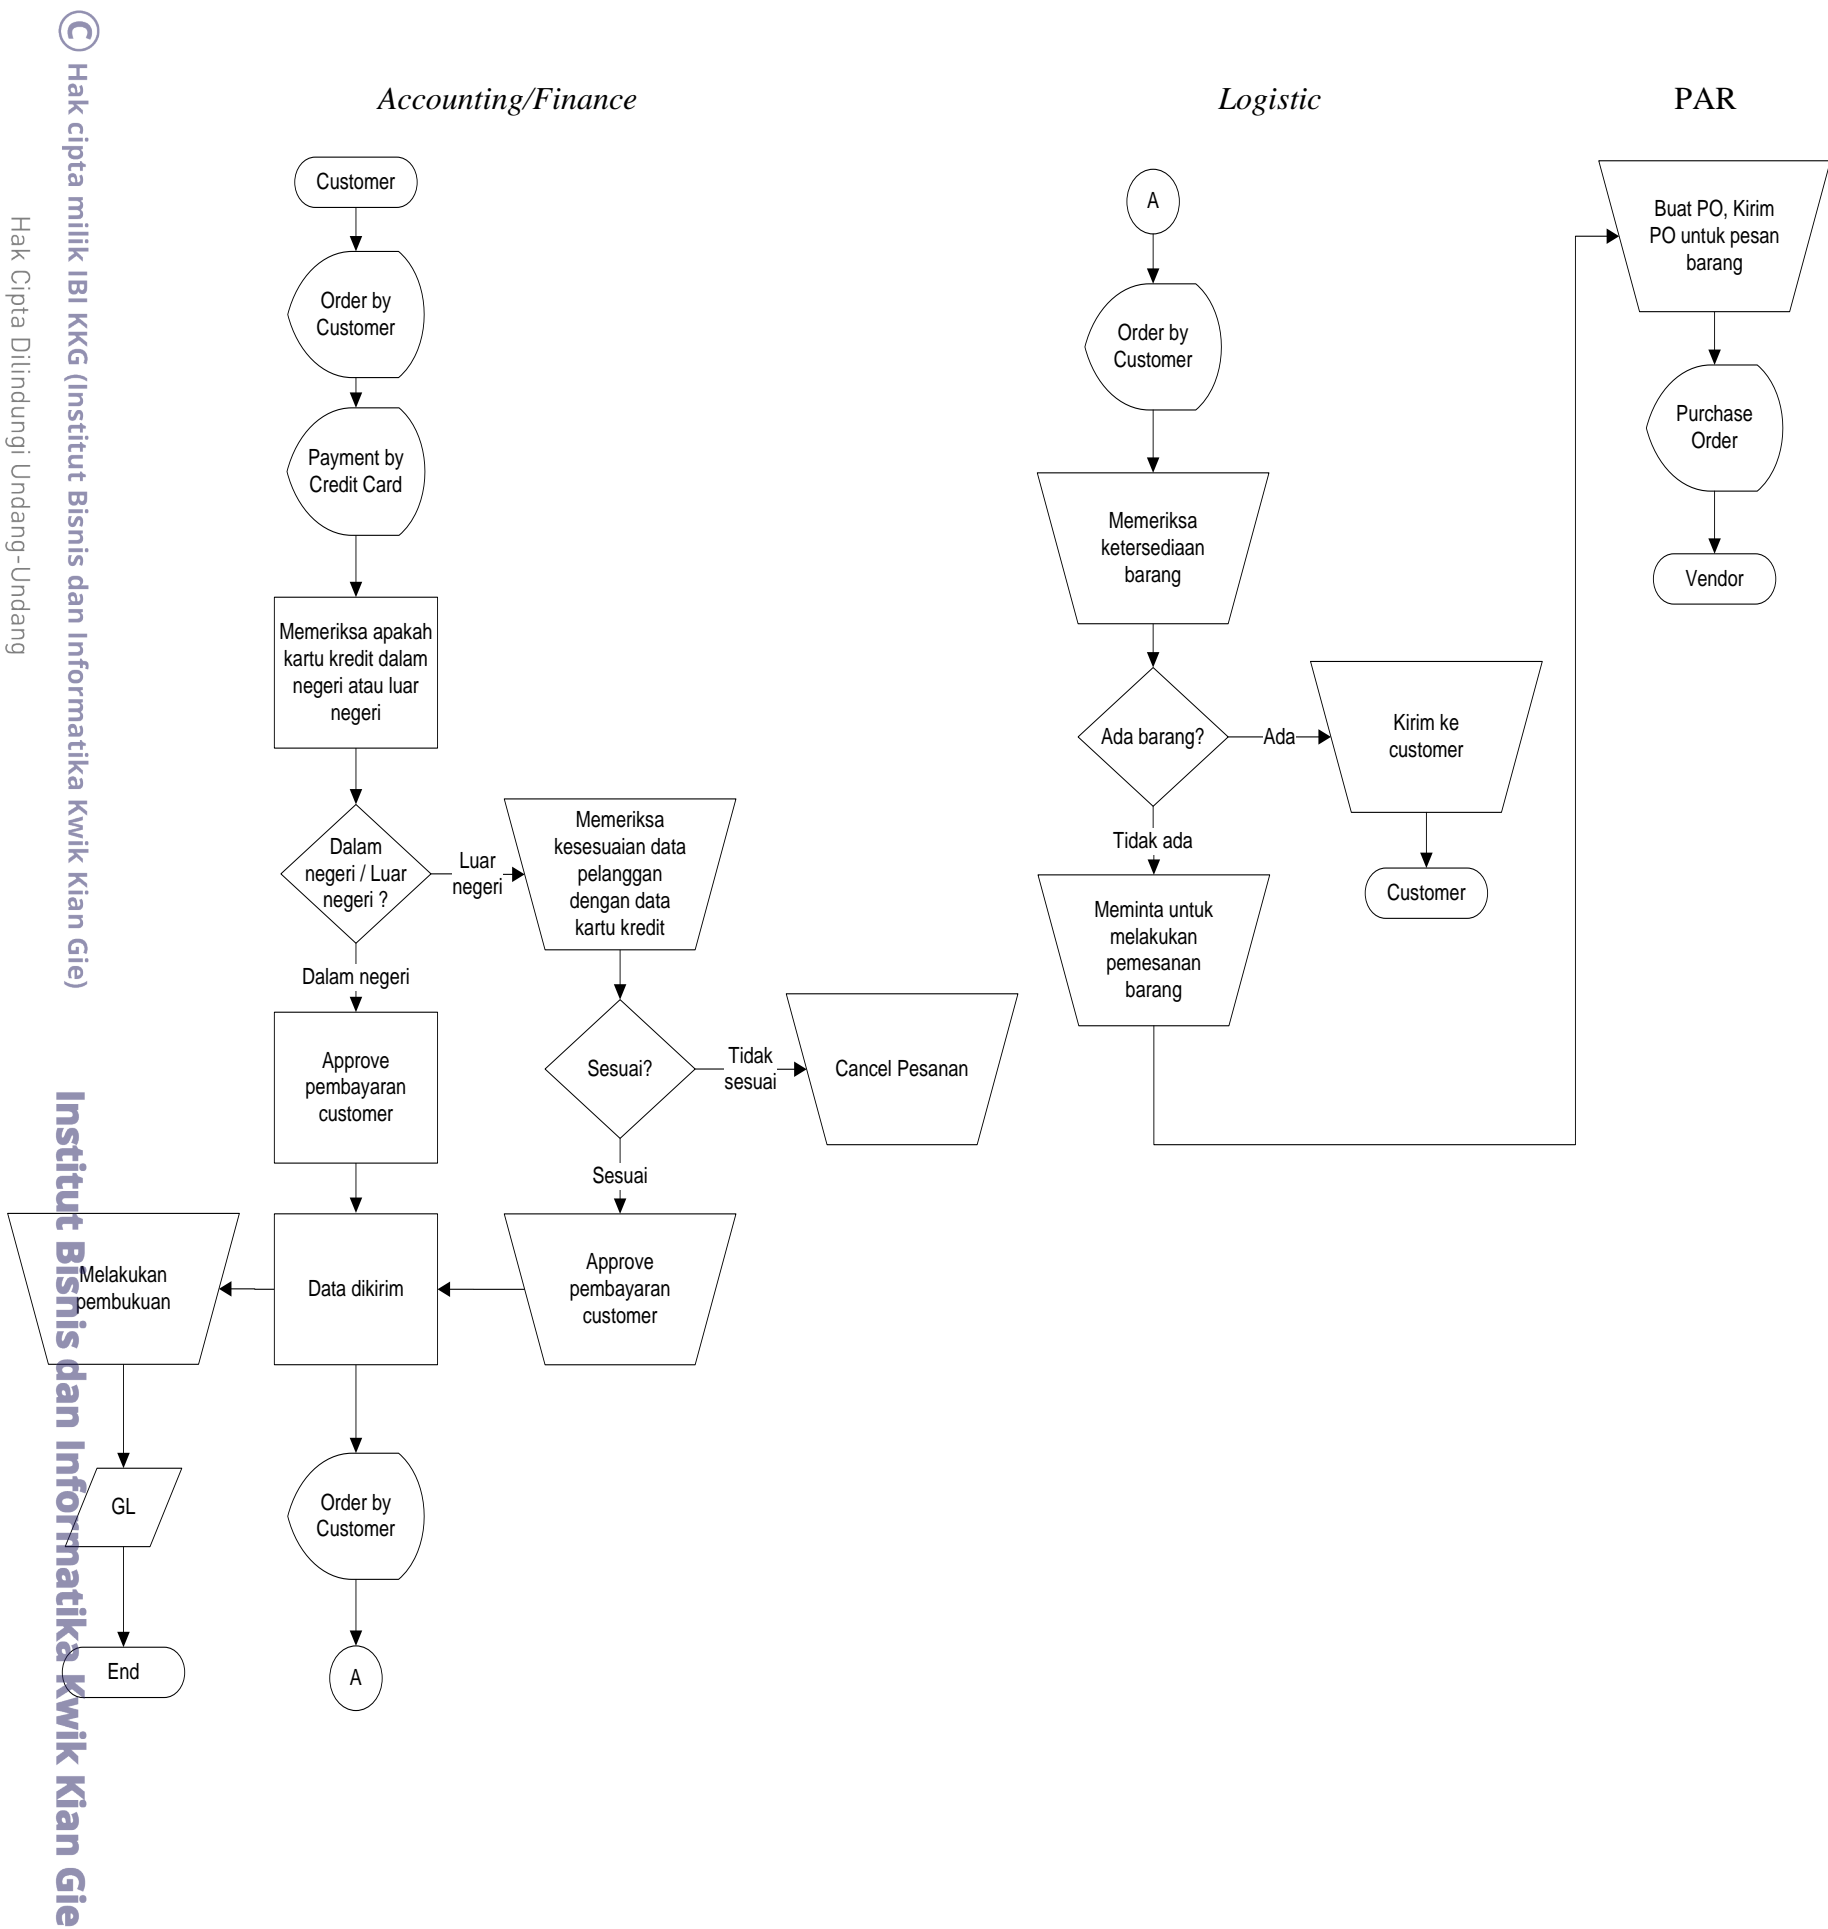 © Hak cipta milik IBI KKG (Institut Bisnis dan Informatika Kwik Kian Gie)
Hak Cipta Dilindungi Undang-Undang
Institut Bisnis dan Informatika Kwik Kian Gie
Accounting/Finance
Customer
Order by
Customer
Payment by
Credit Card
Memeriksa apakah
kartu kredit dalam
negeri atau luar
negeri
Dalam
negeri / Luar
negeri ?
Luar
negeri
Memeriksa
kesesuaian data
pelanggan
dengan data
kartu kredit
Dalam negeri
Approve
pembayaran
customer
Sesuai?
Tidak
sesuai
Cancel Pesanan
Sesuai
Approve
pembayaran
customer
Data dikirim
Melakukan
pembukuan
GL
End
Order by
Customer
A
Logistic
A
Order by
Customer
Memeriksa
ketersediaan
barang
Ada barang?
Ada
Kirim ke
customer
Customer
Tidak ada
Meminta untuk
melakukan
pemesanan
barang
PAR
Buat PO, Kirim
PO untuk pesan
barang
Purchase
Order
Vendor